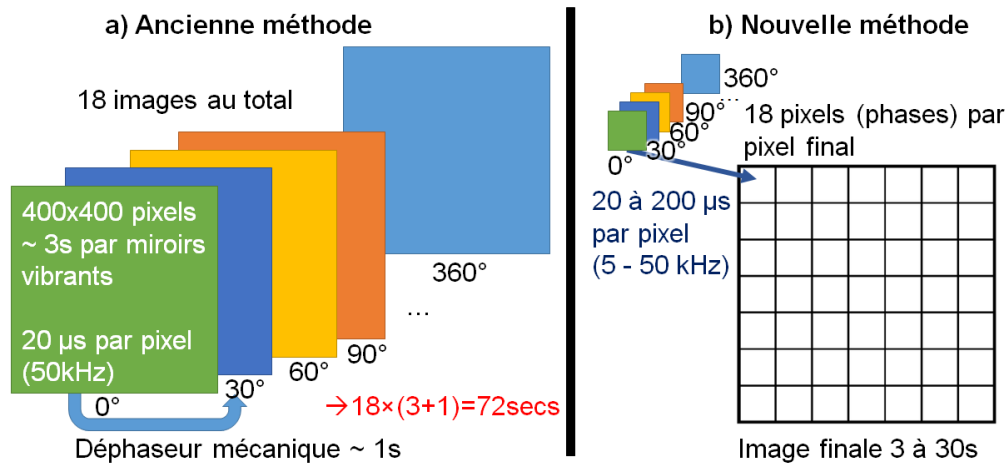 a) Ancienne méthode
18 images au total
400x400 pixels
~ 3s par miroirs
vibrants
20 µs par pixel
(50kHz)
0°
30°
60°
90°
...
360°
→18×(3+1)=72secs
Déphaseur mécanique ~ 1s
b) Nouvelle méthode
360°
...
90°
60°
30°
0°
18 pixels (phases) par
pixel final
20 à 200 µs
par pixel
(5 - 50 kHz)
Image finale 3 à 30s